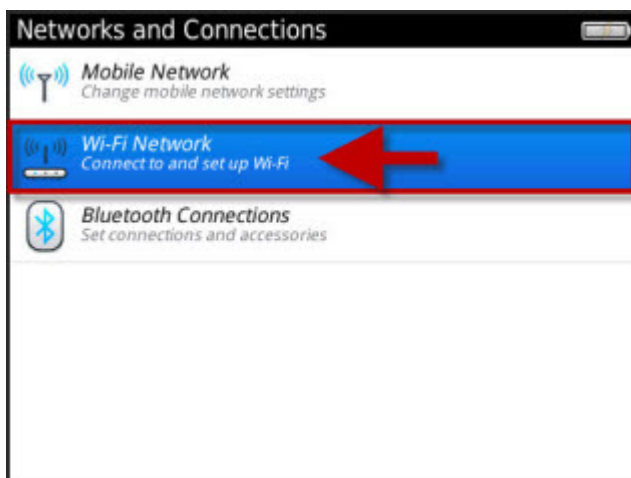 Networks and Connections
Mobile Network
Change mobile network settings
Wi-Fi Network
Connect to and set up Wi-Fi
Bluetooth Connections
Set connections and accessories